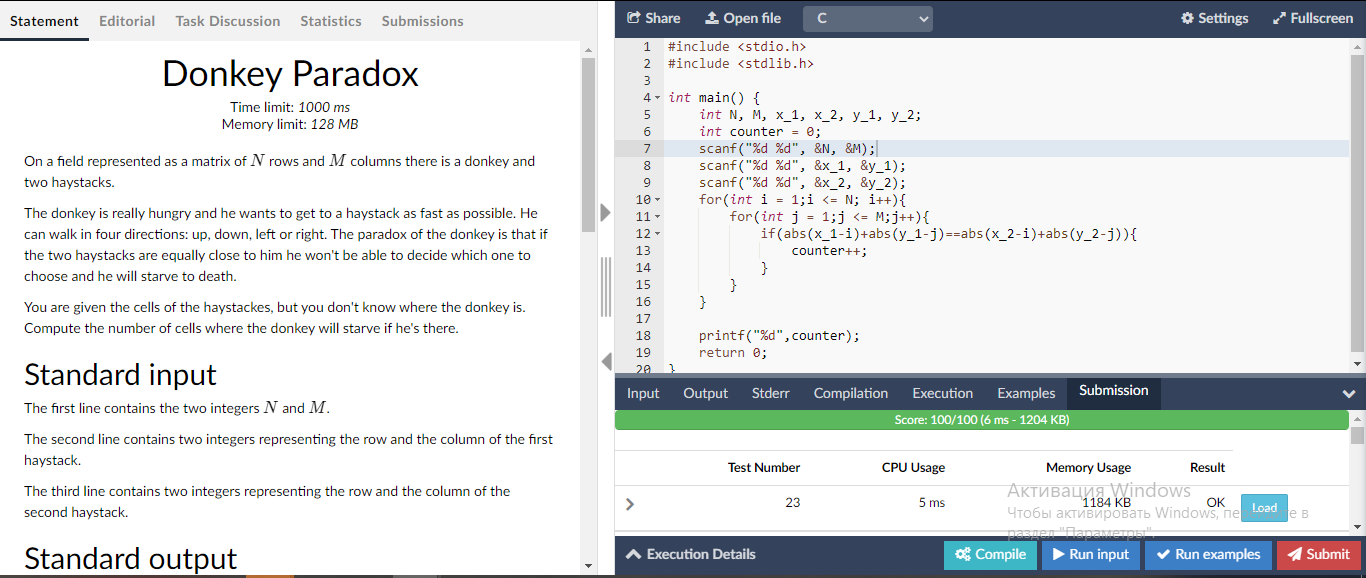 Statement Editorial Task Discussion Statistics Submissions
Donkey Paradox
Time limit: 1000 ms
Memory limit: 128 MB
On a field represented as a matrix of N rows and M columns there is a donkey and
two haystacks.
The donkey is really hungry and he wants to get to a haystack as fast as possible. He
can walk in four directions: up, down, left or right. The paradox of the donkey is that if
the two haystacks are equally close to him he won't be able to decide which one to
choose and he will starve to death.
You are given the cells of the haystackes, but you don't know where the donkey is.
Compute the number of cells where the donkey will starve if he's there.
Standard input
The first line contains the two integers N and M.
The second line contains two integers representing the row and the column of the first
haystack.
The third line contains two integers representing the row and the column of the
second haystack.
Standard output
Share Open file C Settings Fullscreen
1 #include <stdio.h>
2 #include <stdlib.h>
3
4 int main() {
5 int N, M, x_1, x_2, y_1, y_2;
6 int counter = 0;
7 scanf("%d %d", &N, &M);
8 scanf("%d %d", &x_1, &y_1);
9 scanf("%d %d", &x_2, &y_2);
10 for(int i = 1;i <= N; i++){
11 for(int j = 1;j <= M;j++){
12 if(abs(x_1-i)+abs(y_1-j)==abs(x_2-i)+abs(y_2-j)){
13 counter++;
14 }
15 }
16 }
17
18 printf("%d",counter);
19 return 0;
20 }
Input Output Stderr Compilation Execution Examples Submission
Score: 100/100 (6 ms - 1204 KB)
Test Number CPU Usage Memory Usage Result
23 5 ms 1184 KB OK Load
Активация Windows
Чтобы активировать Windows, пе те в
раздел "Параметры".
Execution Details Compile Run input Run examples Submit